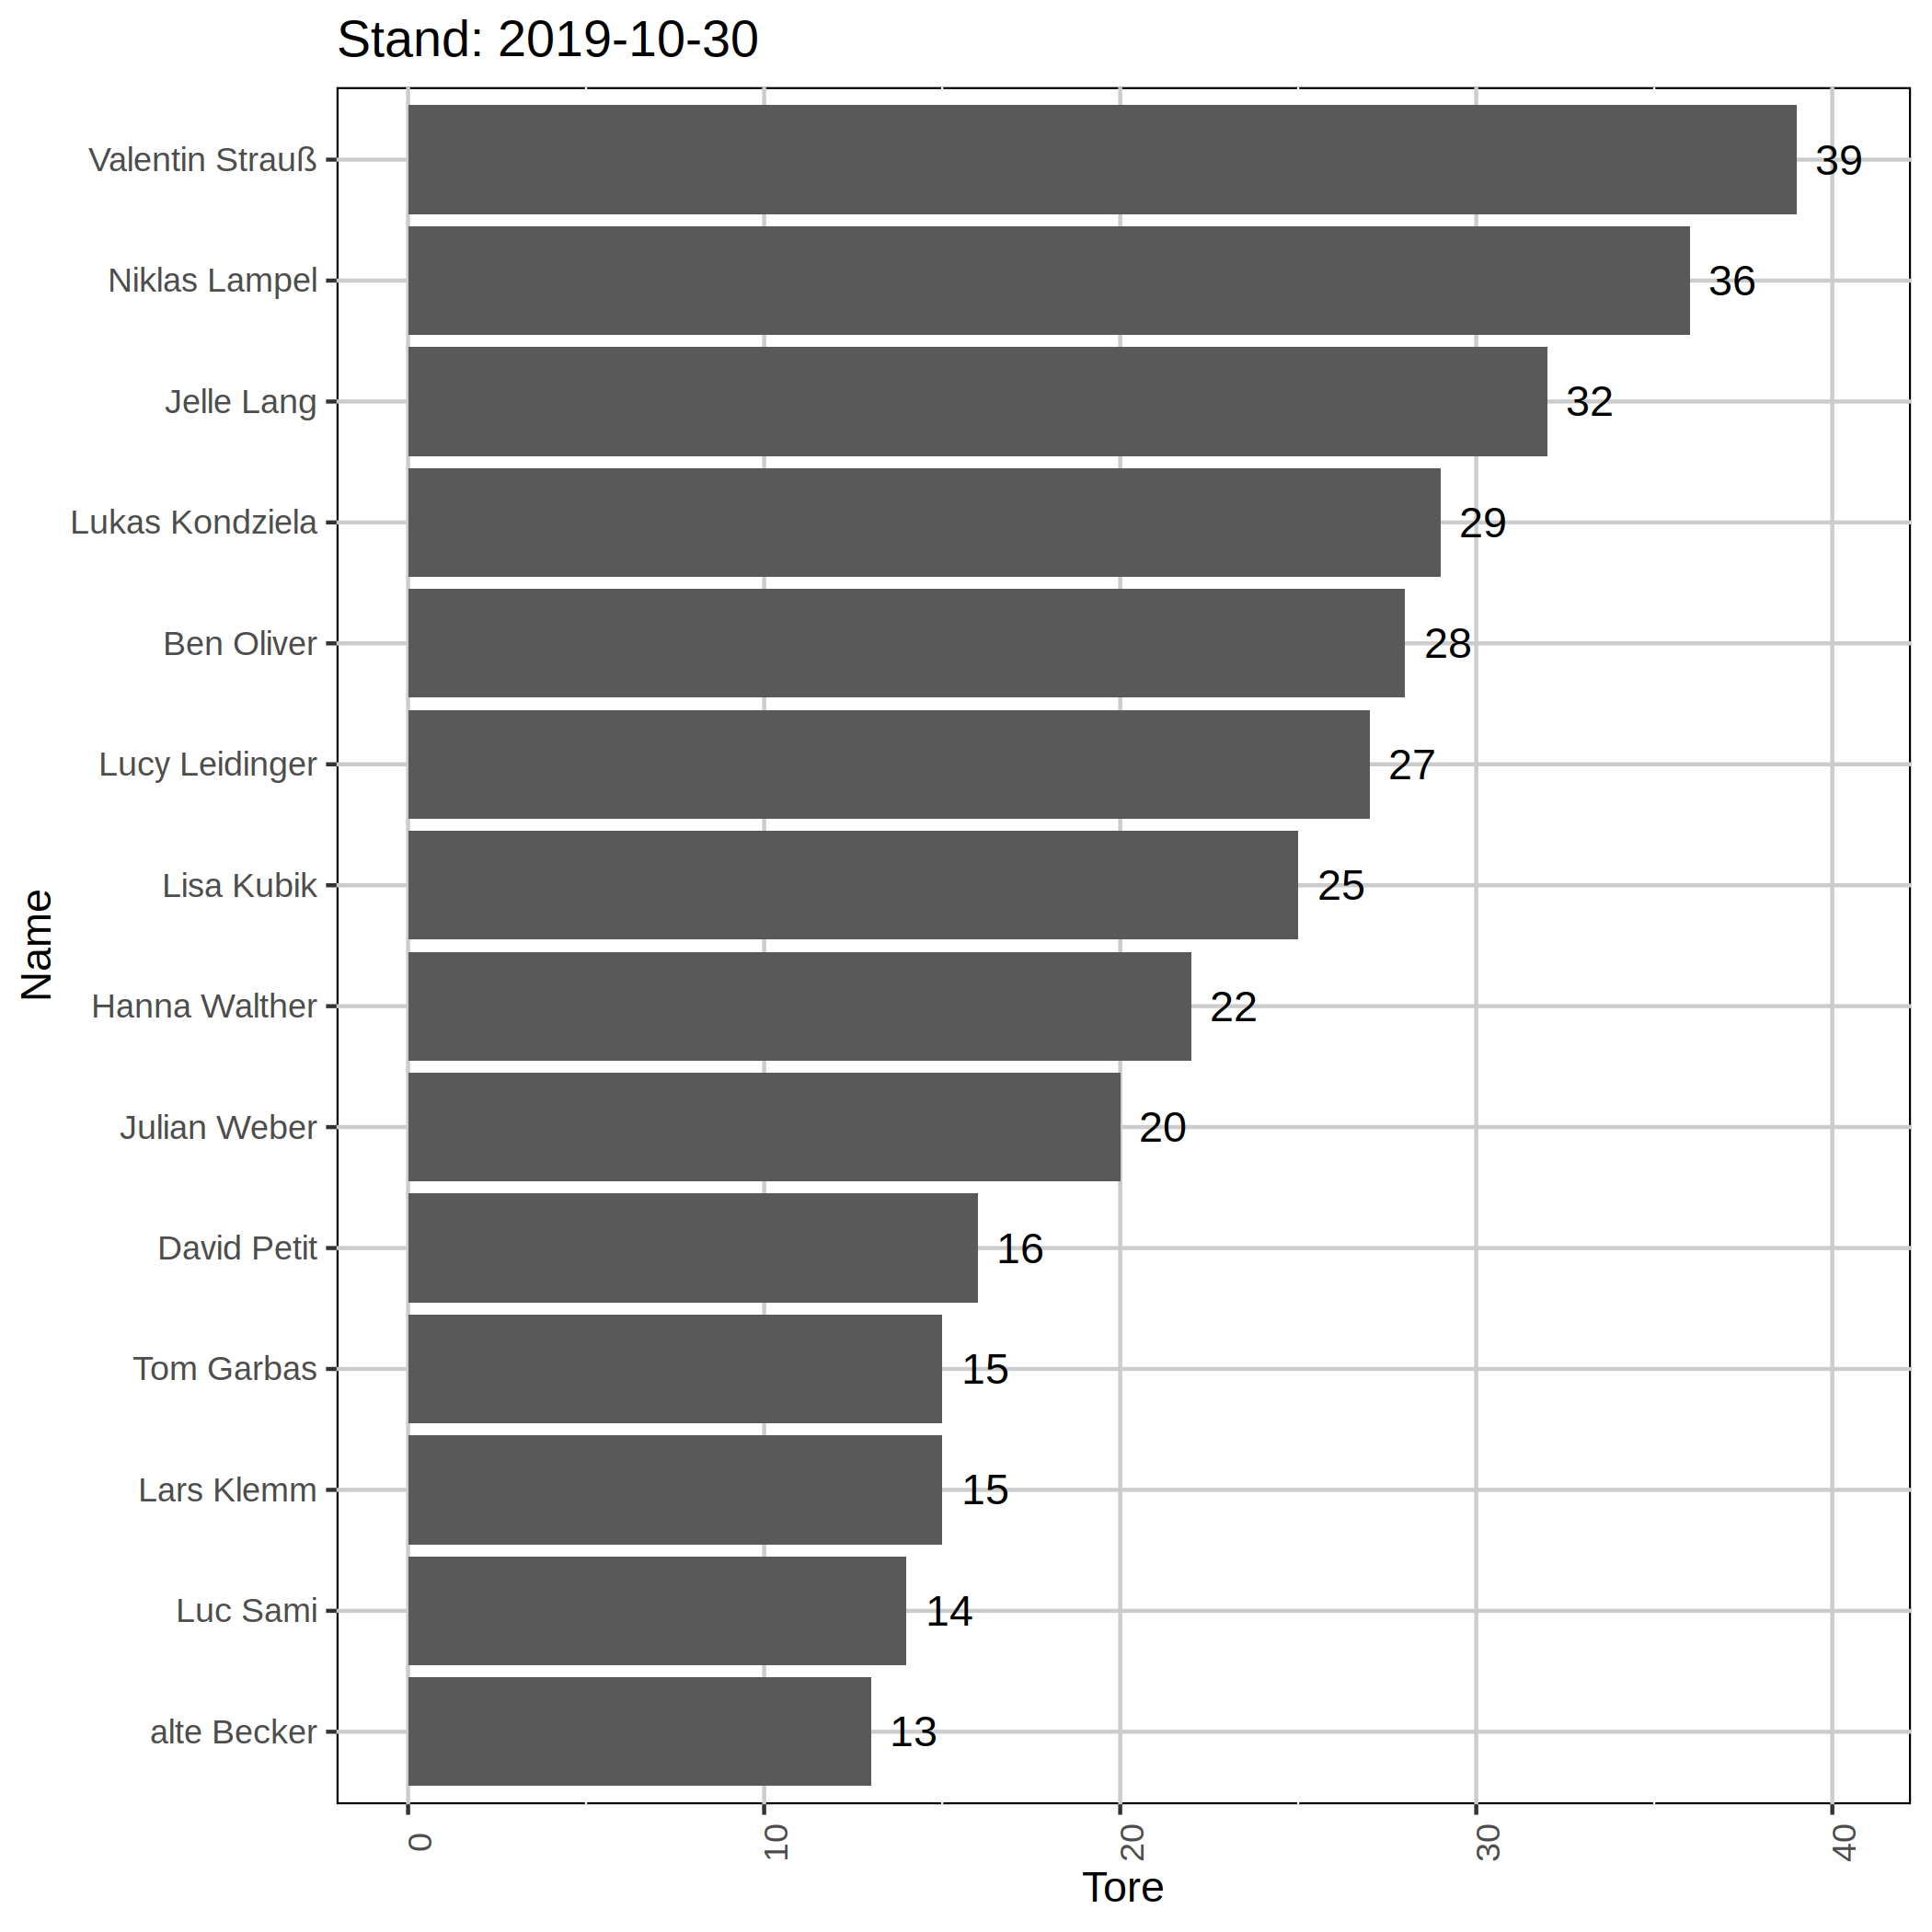 Stand: 2019-10-30
Name
Valentin Strauß 39
Niklas Lampel 36
Jelle Lang 32
Lukas Kondziela 29
Ben Oliver 28
Lucy Leidinger 27
Lisa Kubik 25
Hanna Walther 22
Julian Weber 20
David Petit 16
Tom Garbas 15
Lars Klemm 15
Luc Sami 14
alte Becker 13
0 10 20 30 40
Tore